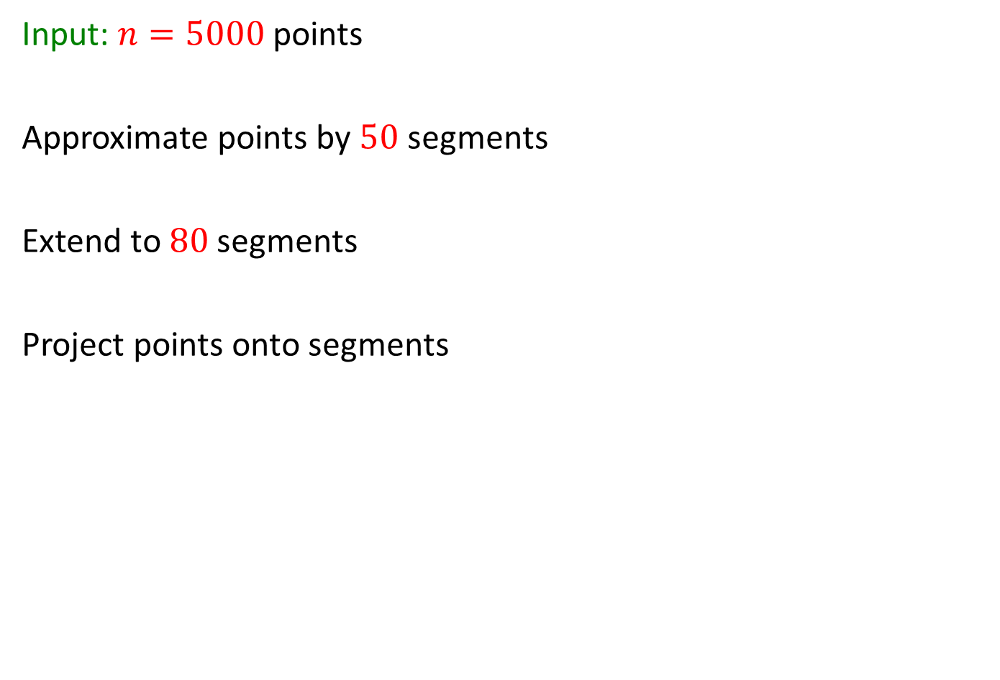 Input: n = 5000 points
Approximate points by 50 segments
Extend to 80 segments
Project points onto segments